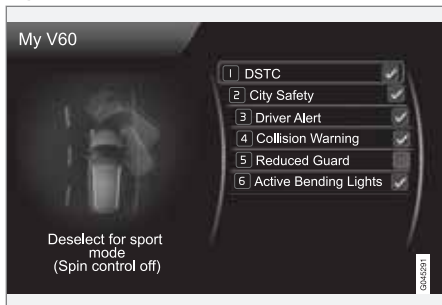 My V60
1 DSTC
2 City Safety
3 Driver Alert
4 Collision Warning
5 Reduced Guard
6 Active Bending Lights
Deselect for sport
mode
(Spin control off)
G045291